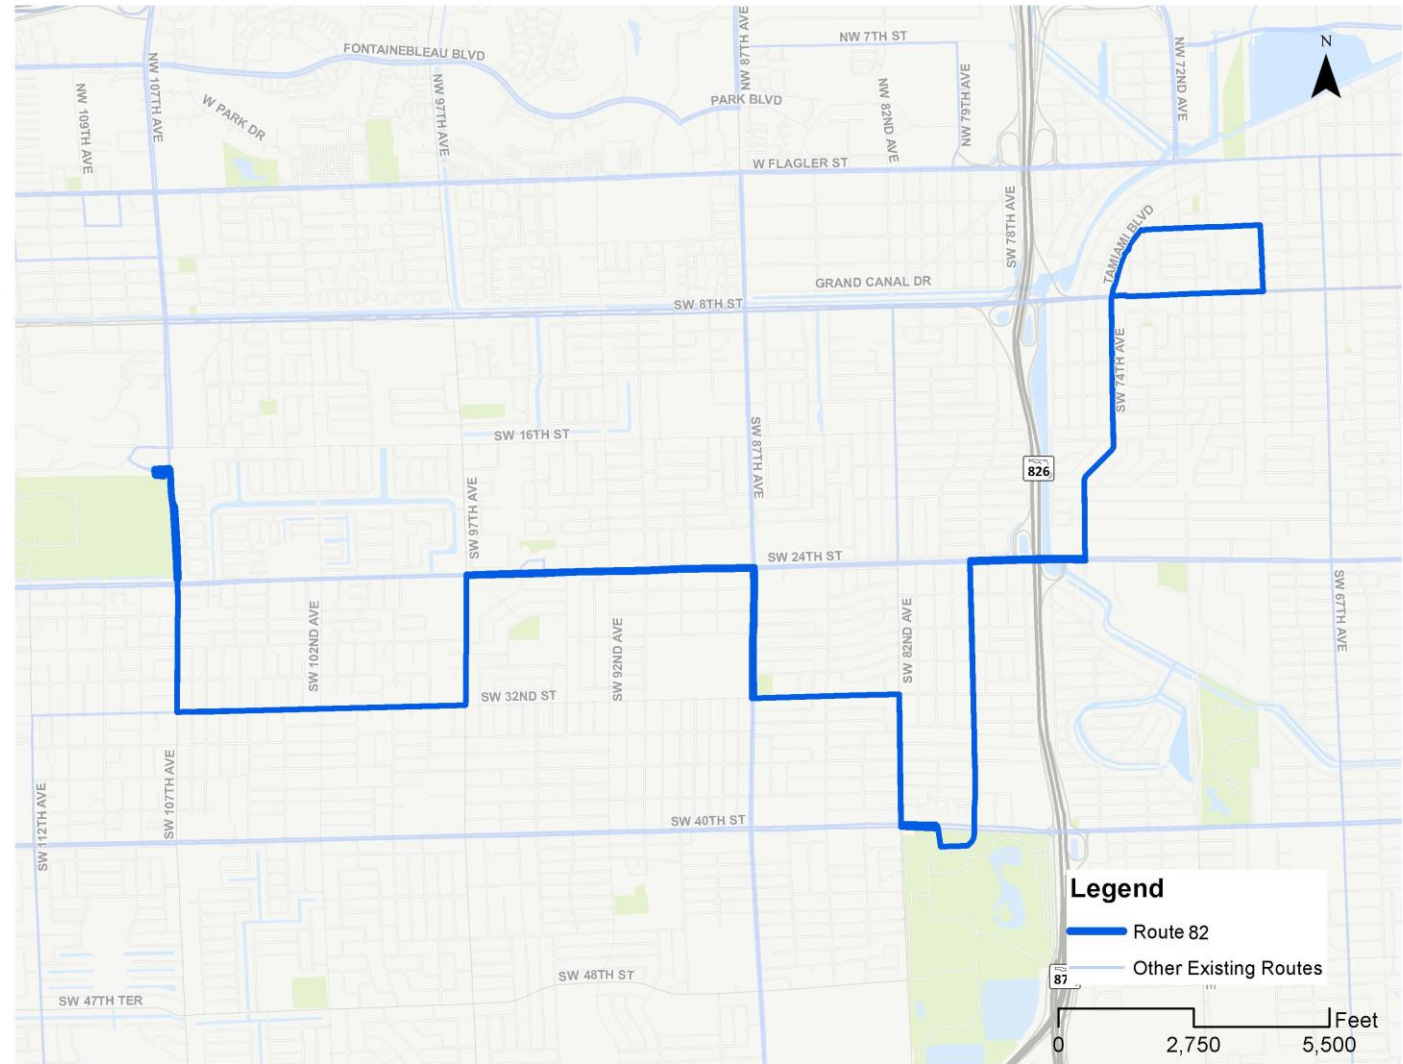 NW 7TH ST
N
FONTAINEBLEAU BLVD
NW 87TH AVE
NW 107TH AVE
NW 72ND AVE
NW 109TH AVE
W PARK DR
NW 97TH AVE
PARK BLVD
NW 82ND AVE
NW 79TH AVE
W FLAGLER ST
SW 78TH AVE
TAMIAMI BLVD
GRAND CANAL DR
SW 8TH ST
SW 74TH AVE
SW 16TH ST
SW 87TH AVE
826
SW 97TH AVE
SW 24TH ST
SW 102ND AVE
SW 92ND AVE
SW 82ND AVE
SW 67TH AVE
SW 32ND ST
SW 107TH AVE
SW 112TH AVE
SW 40TH ST
Legend
Route 82
Other Existing Routes
SW 48TH ST
SW 47TH TER
Feet
0 2,750 5,500